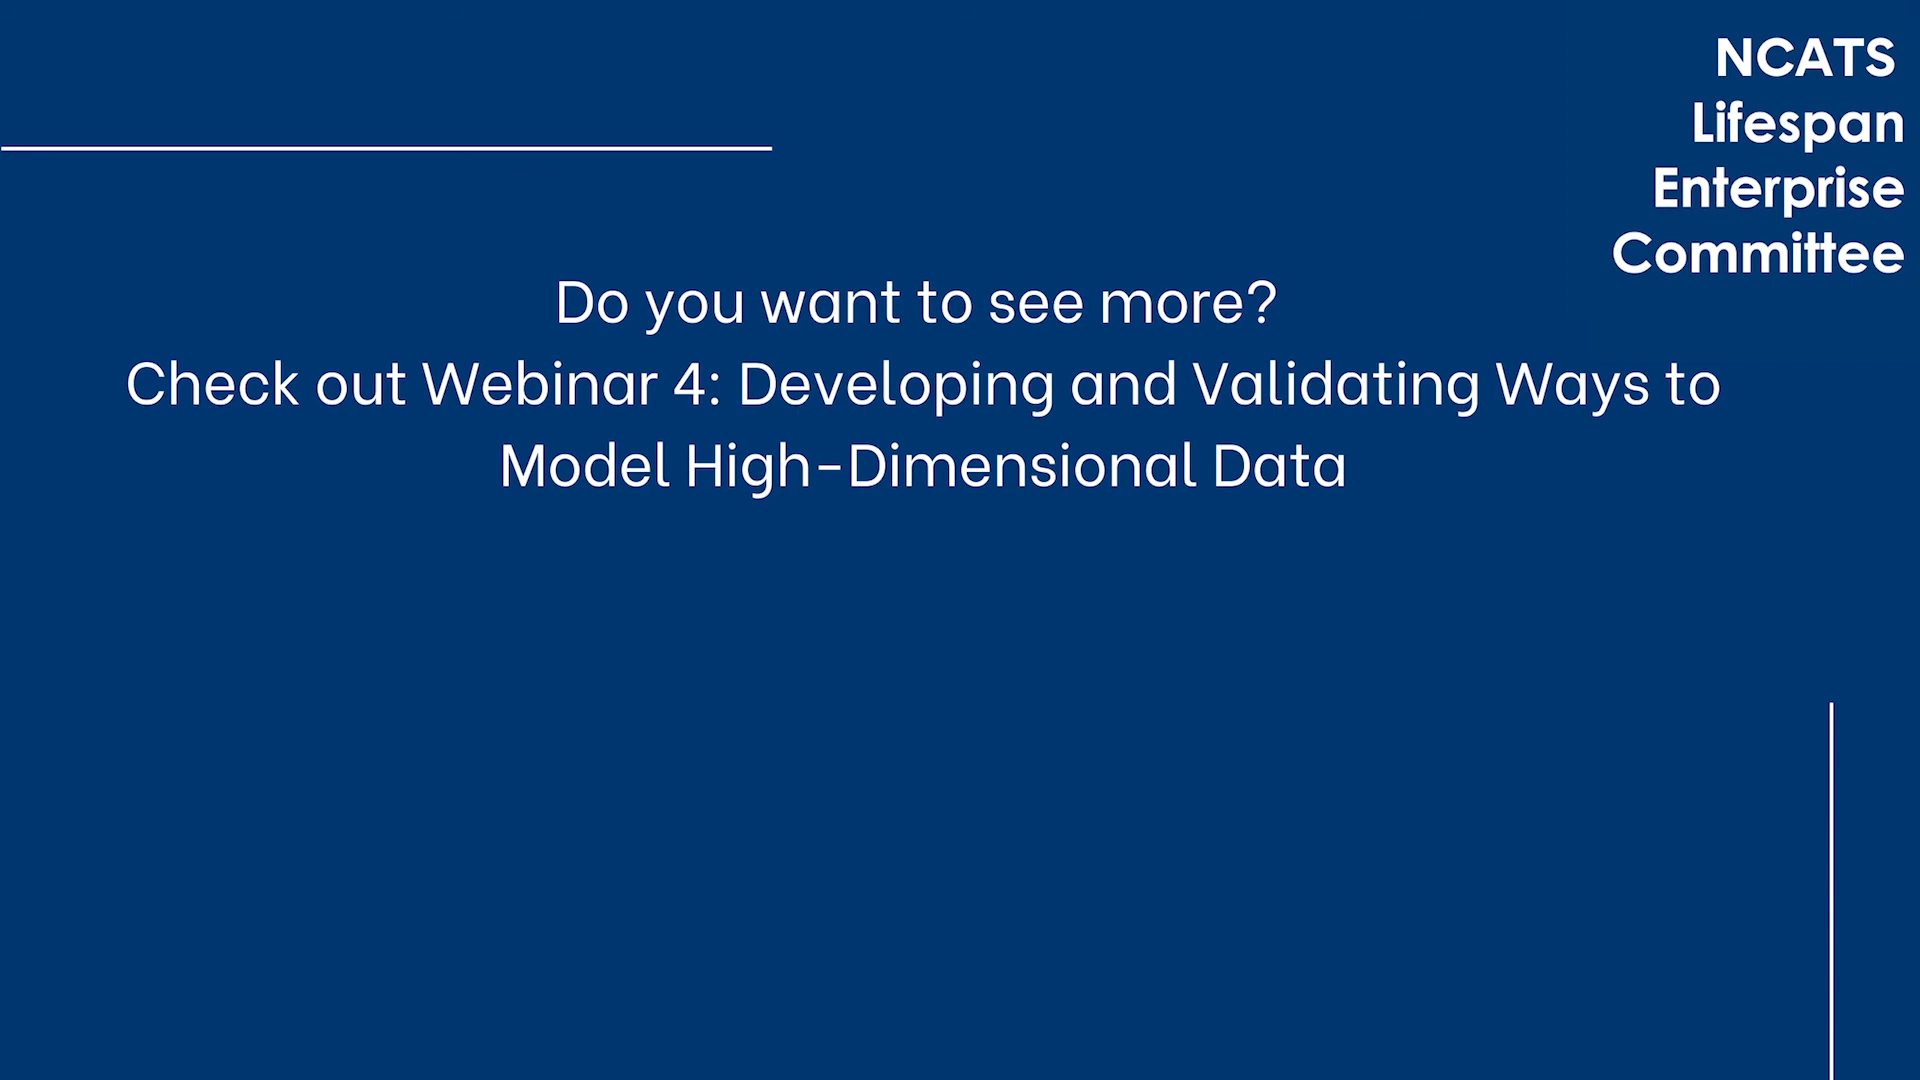 NCATS
Lifespan
Enterprise
Committee
Do you want to see more?
Check out Webinar 4: Developing and Validating Ways to
Model High-Dimensional Data